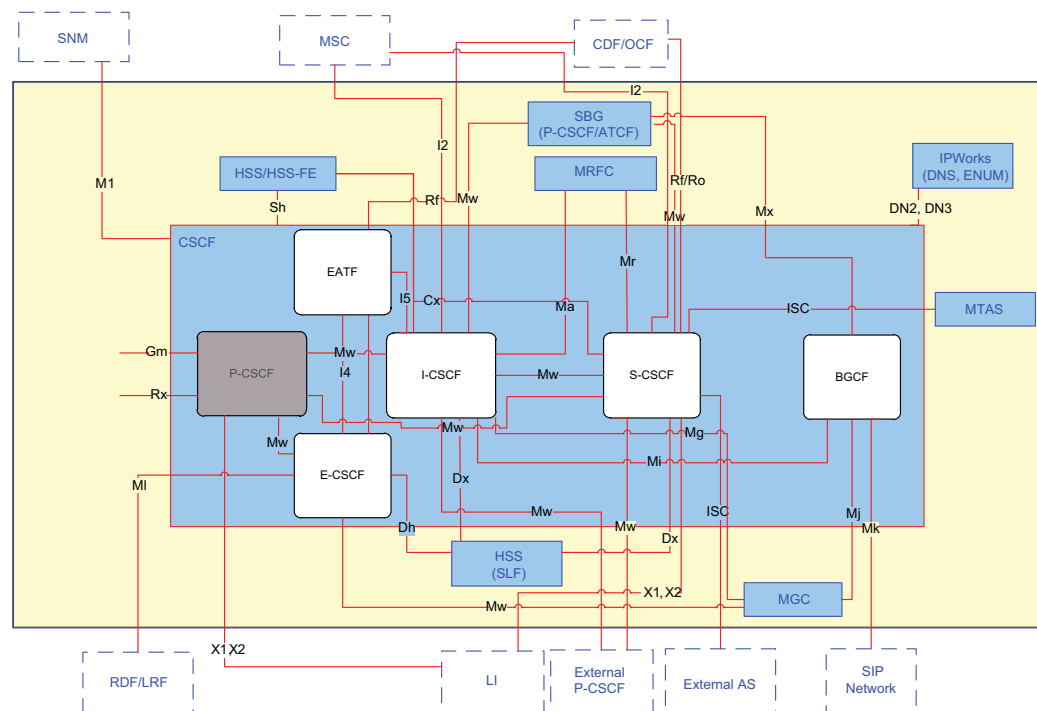 SNM
MSC
CDF/OCF
I2
SBG
(P-CSCF/ATCF)
I2
MRFC
IPWorks
(DNS, ENUM)
HSS/HSS-FE
M1
Rf
Mw
Rf/Ro
Sh
Mw
Mx
DN2, DN3
CSCF
EATF
Mr
I5
Cx
Ma
ISC
MTAS
Gm
P-CSCF
Mw
I4
I-CSCF
Mw
S-CSCF
BGCF
Rx
Mw
Mw
Mg
Mi
E-CSCF
Ml
Dx
Dh
Mw
Mw
Dx
ISC
Mj
Mk
HSS
(SLF)
X1, X2
MGC
Mw
X1,X2
RDF/LRF
LI
External
P-CSCF
External AS
SIP
Network